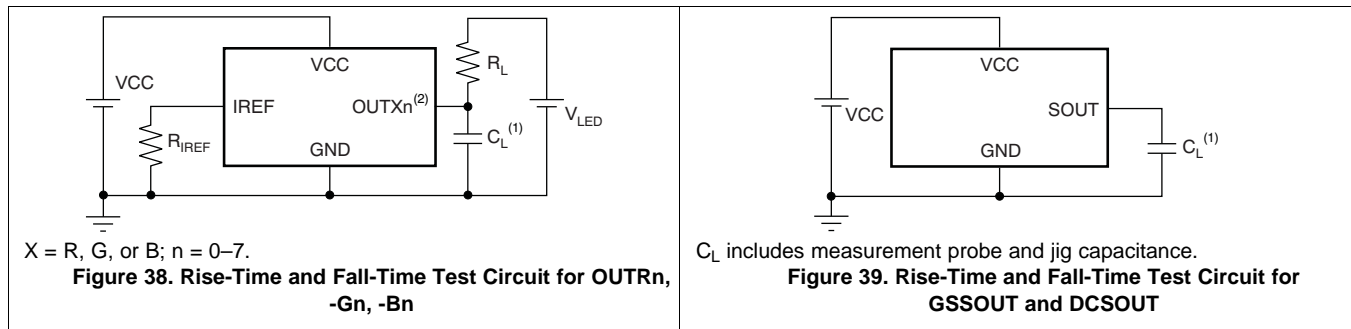 VCC
VCC
IREF
OUTXn(2)
GND
RIREF
RL
CL(1)
VLED
X = R, G, or B; n = 0–7.
Figure 38. Rise-Time and Fall-Time Test Circuit for OUTRn,
-Gn, -Bn
VCC
VCC
SOUT
GND
CL(1)
CL includes measurement probe and jig capacitance.
Figure 39. Rise-Time and Fall-Time Test Circuit for
GSSOUT and DCSOUT